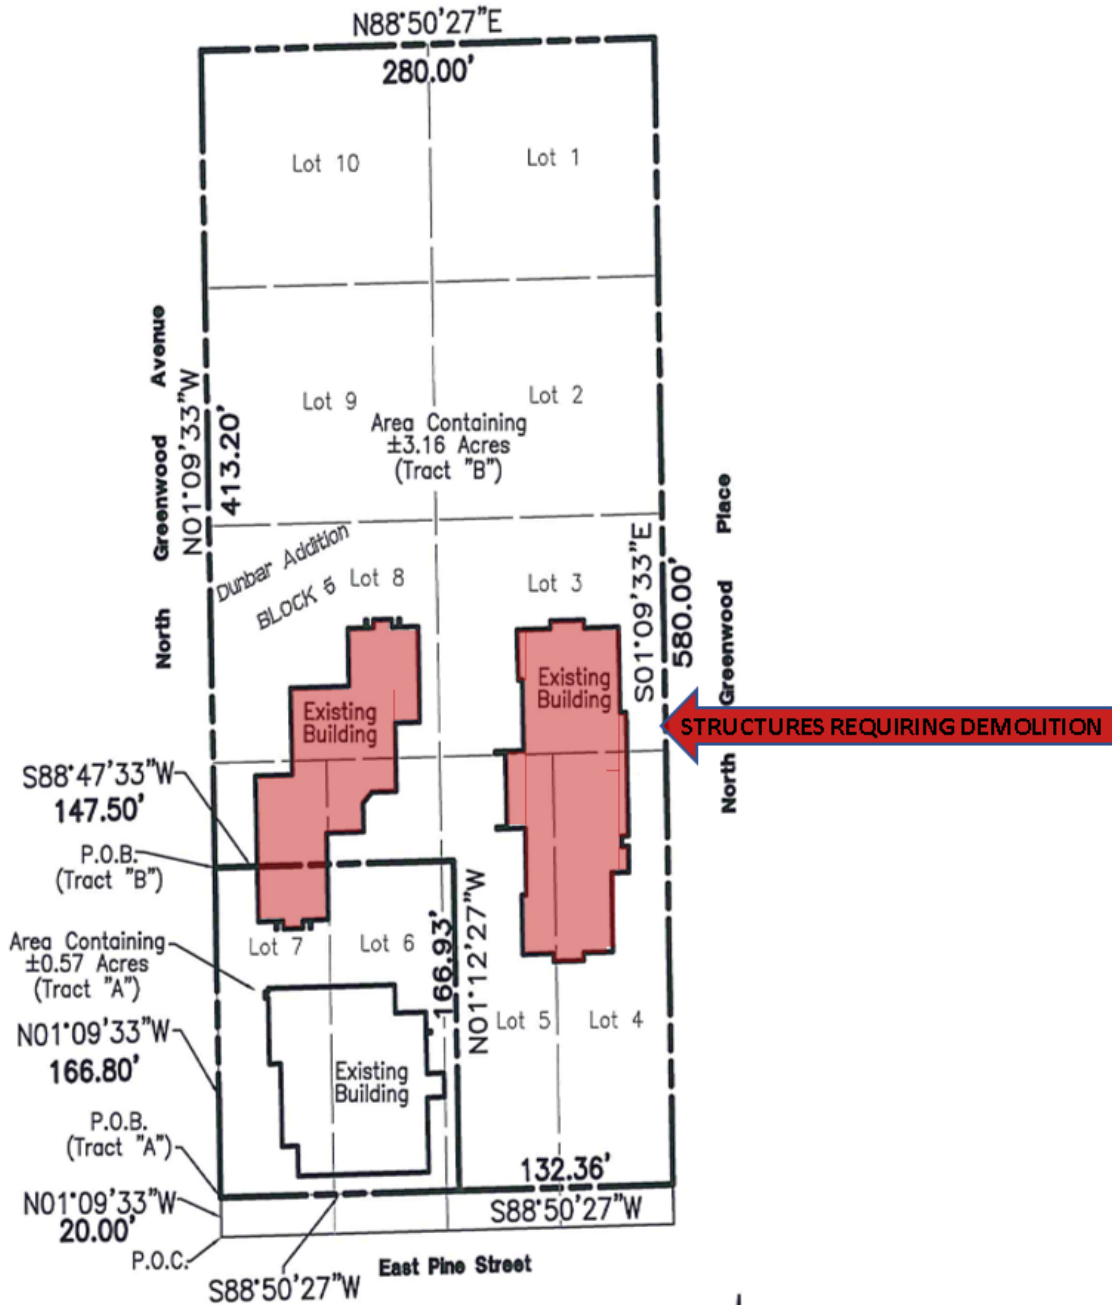 N88°50'27"E
280.00'
Lot 10
Lot 1
North Greenwood Avenue
N01°09'33"W
413.20'
Lot 9
Lot 2
Area Containing
±3.16 Acres
(Tract "B")
Dunbar Addition
BLOCK 5
Lot 8
Lot 3
S01°09'33"E
580.00'
North Greenwood Place
Existing
Building
Existing
Building
STRUCTURES REQUIRING DEMOLITION
S88°47'33"W
147.50'
P.O.B.
(Tract "B")
Area Containing
±0.57 Acres
(Tract "A")
Lot 7
Lot 6
166.93'
N01°12'27"W
Lot 5
Lot 4
N01°09'33"W
166.80'
Existing
Building
P.O.B.
(Tract "A")
132.36'
S88°50'27"W
N01°09'33"W
20.00'
P.O.C.
East Pine Street
S88°50'27"W